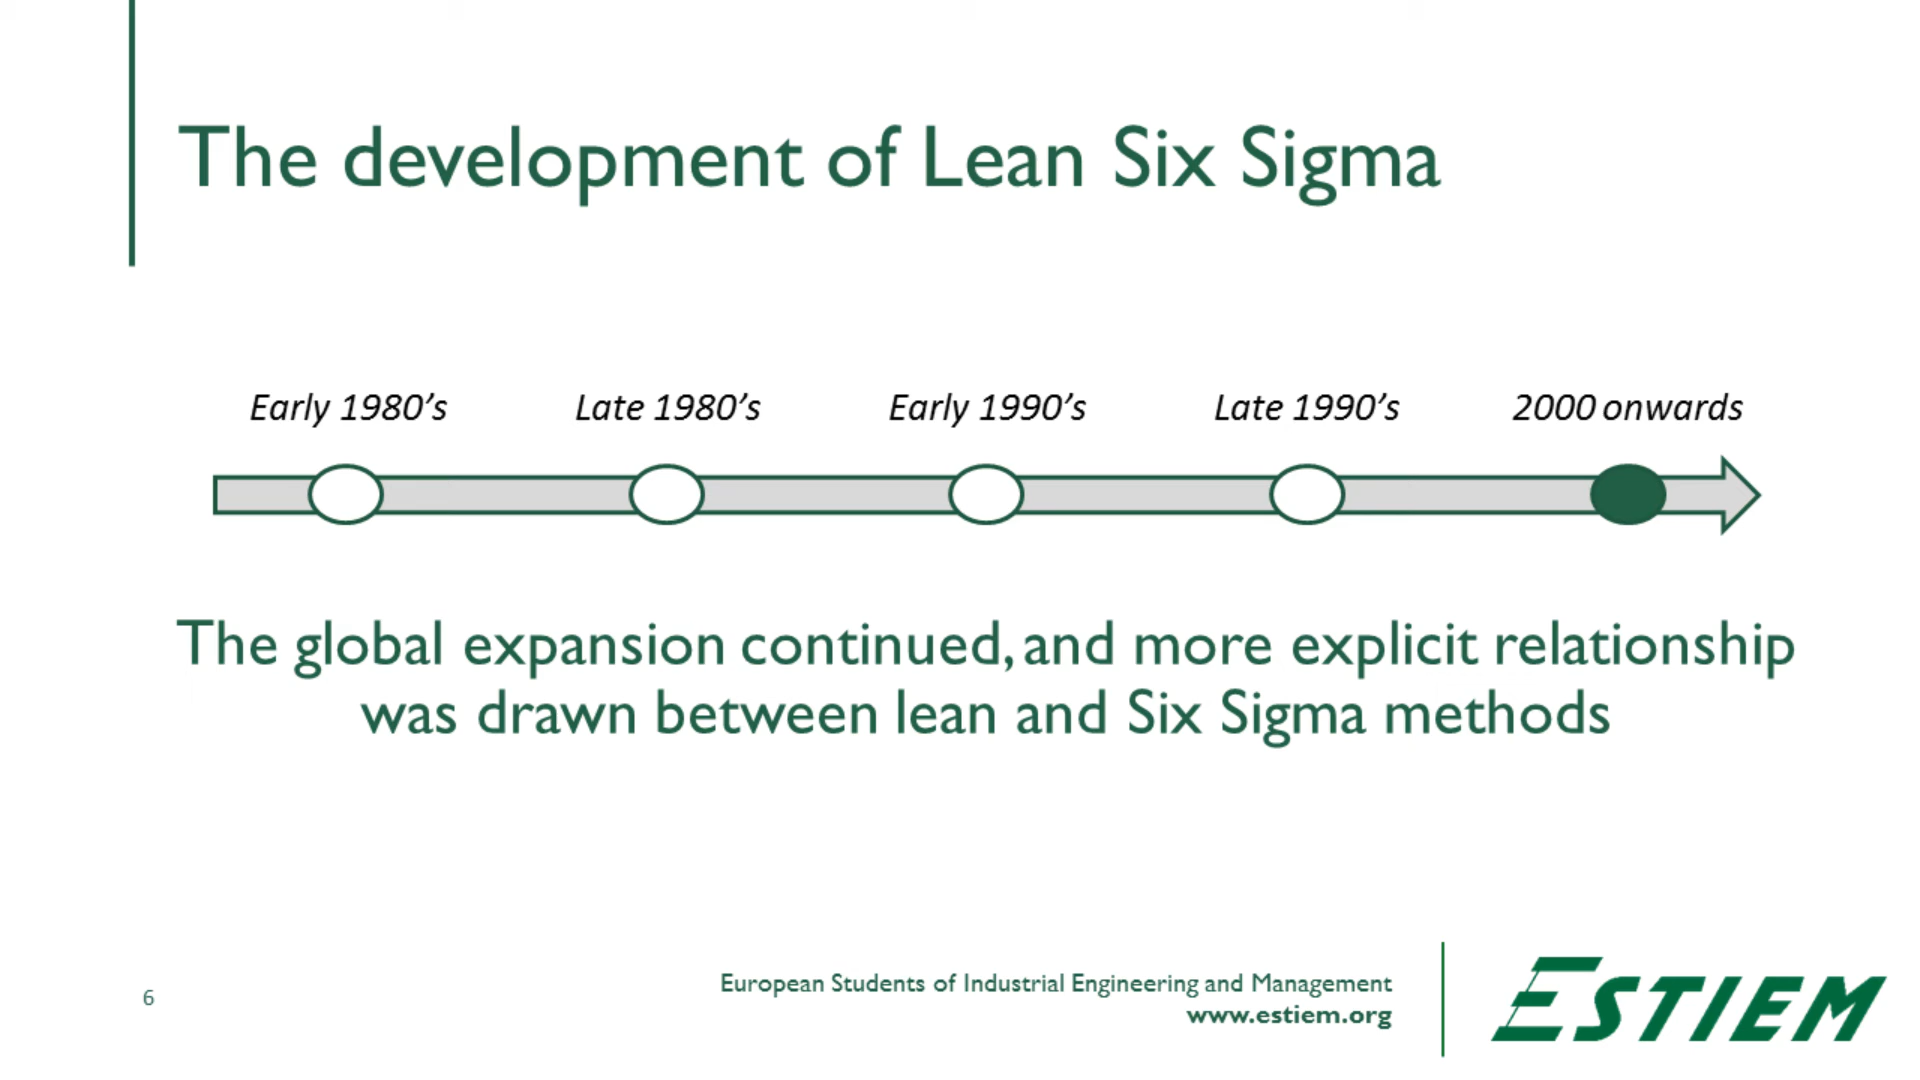 The development of Lean Six Sigma
Early 1980’s
Late 1980’s
Early 1990’s
Late 1990’s
2000 onwards
The global expansion continued, and more explicit relationship
was drawn between lean and Six Sigma methods
6
European Students of Industrial Engineering and Management
www.estiem.org
ESTIEM